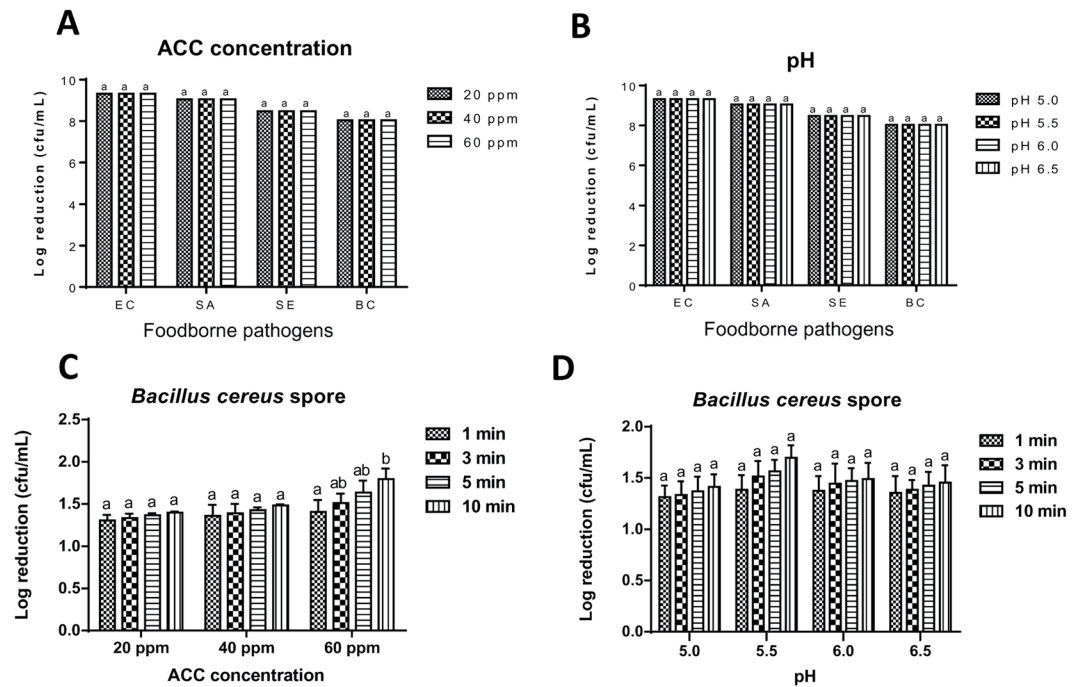 A
ACC concentration
Log reduction (cfu/mL)
10
8
6
4
2
0
a a a a a a a a a a a a
EC SA SE BC
Foodborne pathogens
20 ppm
40 ppm
60 ppm
B
pH
Log reduction (cfu/mL)
10
8
6
4
2
0
a a a a a a a a a a a a a a a a
EC SA SE BC
Foodborne pathogens
pH 5.0
pH 5.5
pH 6.0
pH 6.5
C
Bacillus cereus spore
Log reduction (cfu/mL)
2.5
2.0
1.5
1.0
0.5
0.0
a a a a a a a a a ab ab b
20 ppm 40 ppm 60 ppm
ACC concentration
1 min
3 min
5 min
10 min
D
Bacillus cereus spore
Log reduction (cfu/mL)
2.0
1.5
1.0
0.5
0.0
a a a a a a a a a a a a a a a a
5.0 5.5 6.0 6.5
pH
1 min
3 min
5 min
10 min